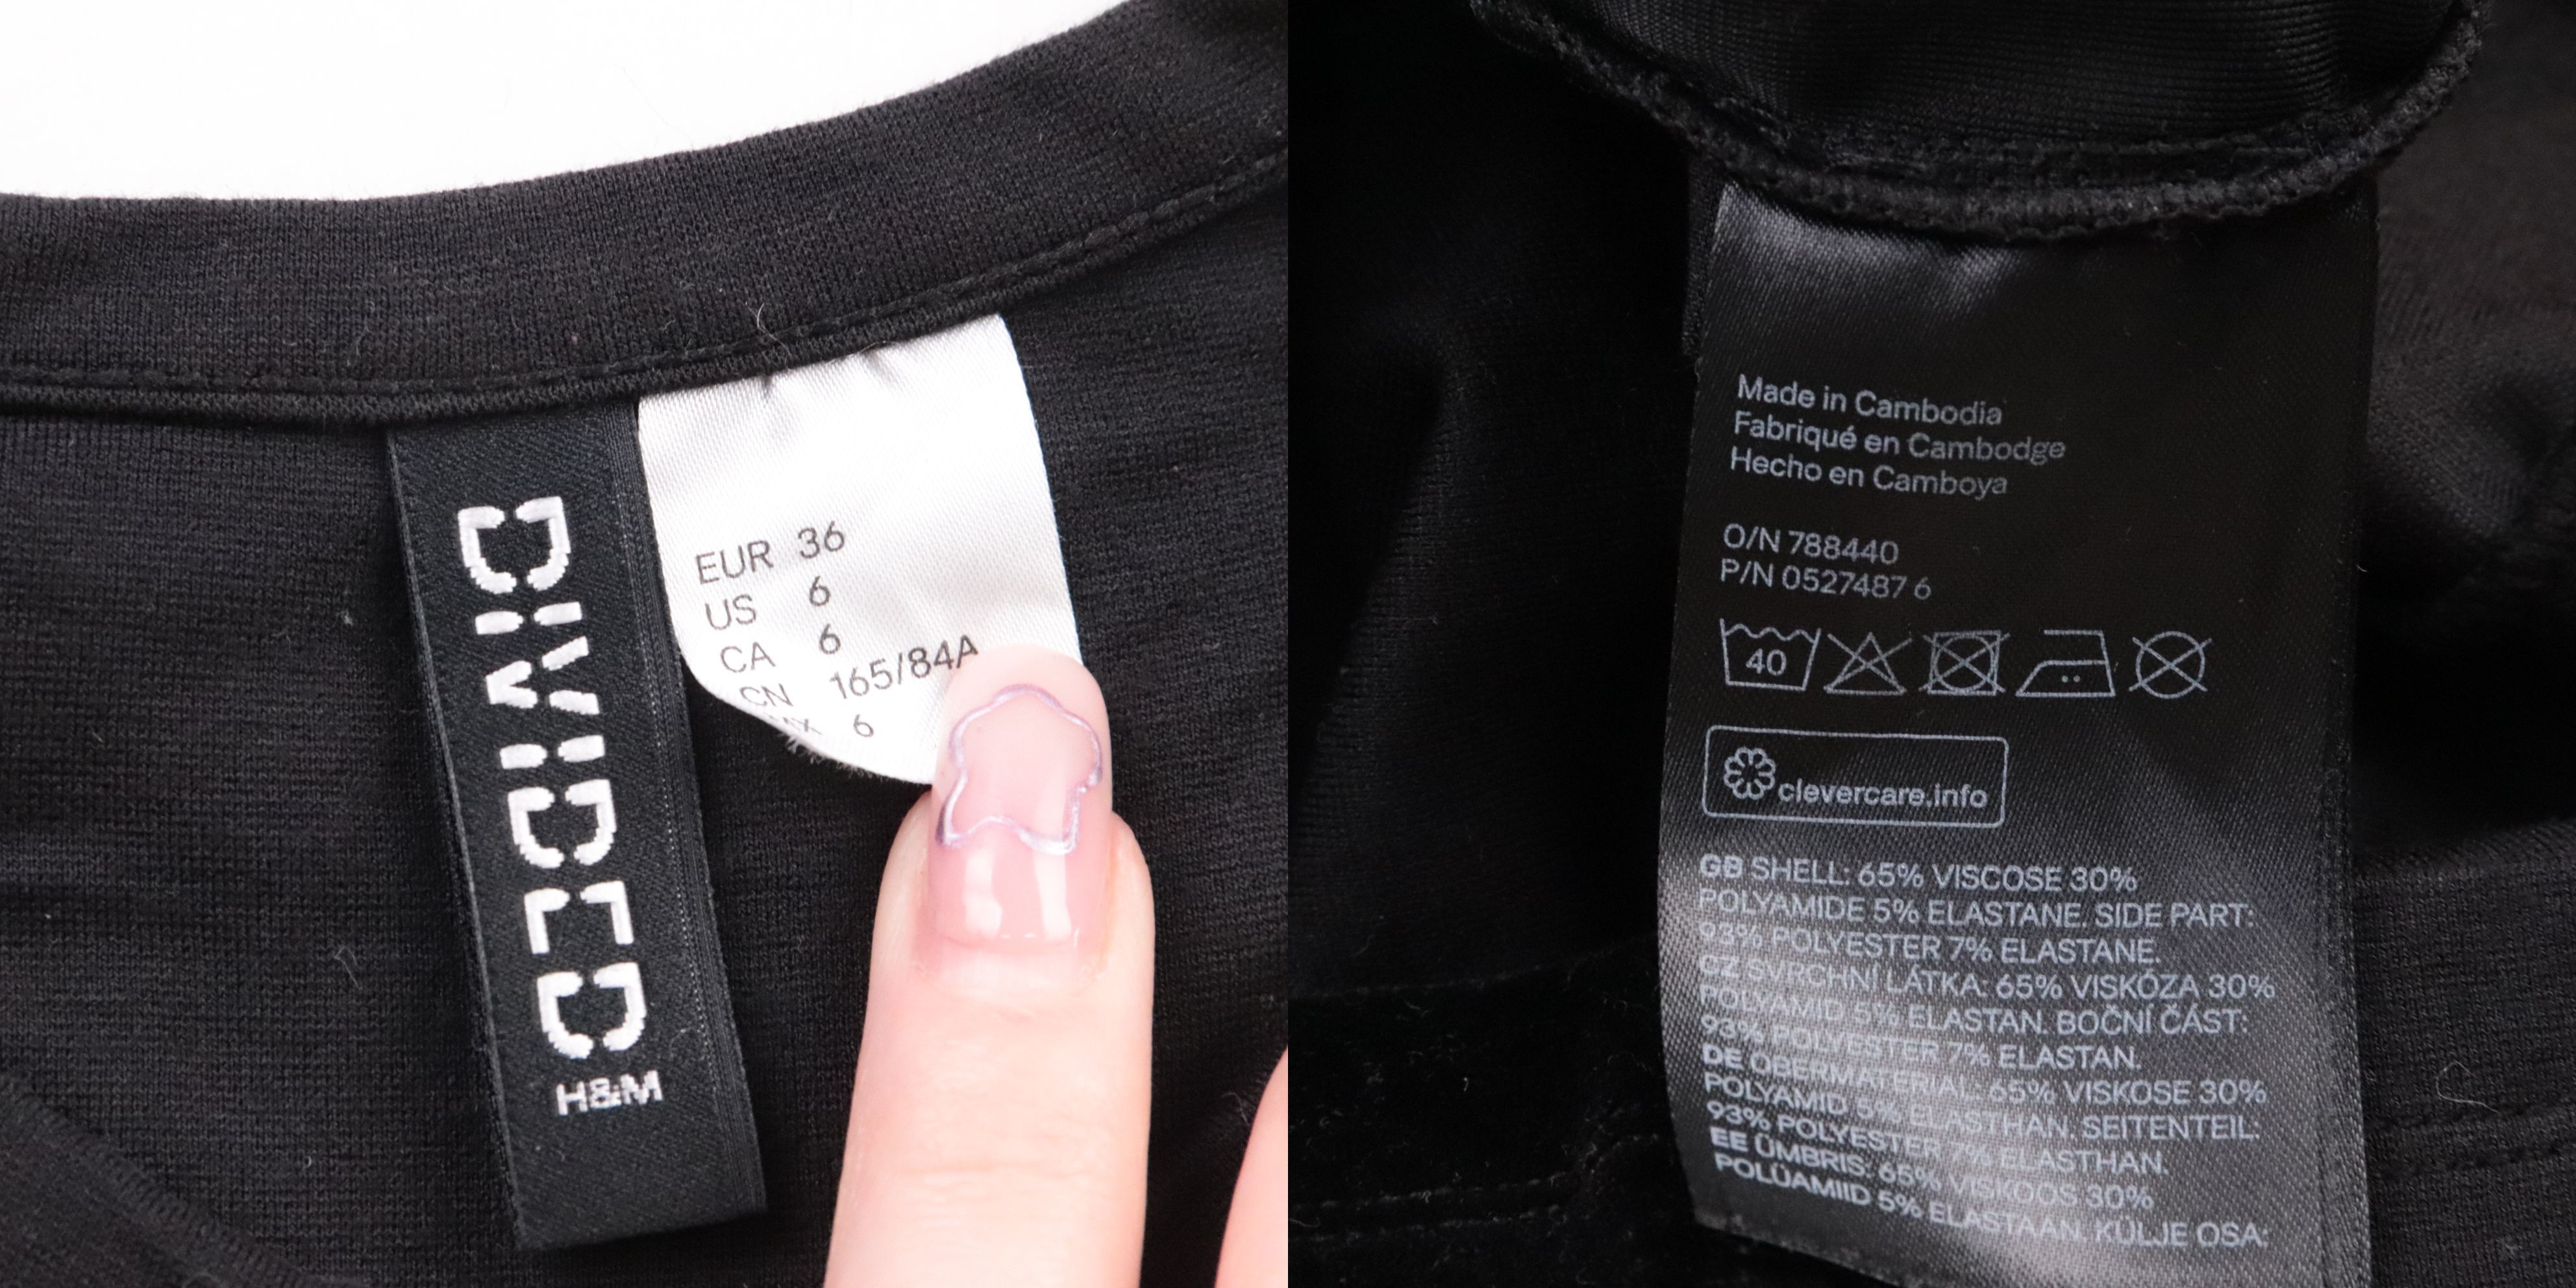 DIVIDED
H&M
EUR 36
US 6
CA 6
CN 165/84A
MX 6
Made in Cambodia
Fabriqué en Cambodge
Hecho en Camboya
O/N 788440
P/N 0527487 6
40
clevercare.info
GB SHELL: 65% VISCOSE 30%
POLYAMIDE 5% ELASTANE. SIDE PART:
93% POLYESTER 7% ELASTANE.
CZ SVRCHNÍ LÁTKA: 65% VISKÓZA 30%
POLYAMID 5% ELASTAN. BOČNÍ ČÁST:
93% POLYESTER 7% ELASTAN.
DE OBERMATERIAL: 65% VISKOSE 30%
POLYAMID 5% ELASTHAN. SEITENTEIL:
93% POLYESTER 7% ELASTHAN.
EE ÜMBRIS: 65% VISKOOS 30%
POLÜAMIID 5% ELASTAAN. KÜLJE OSA: